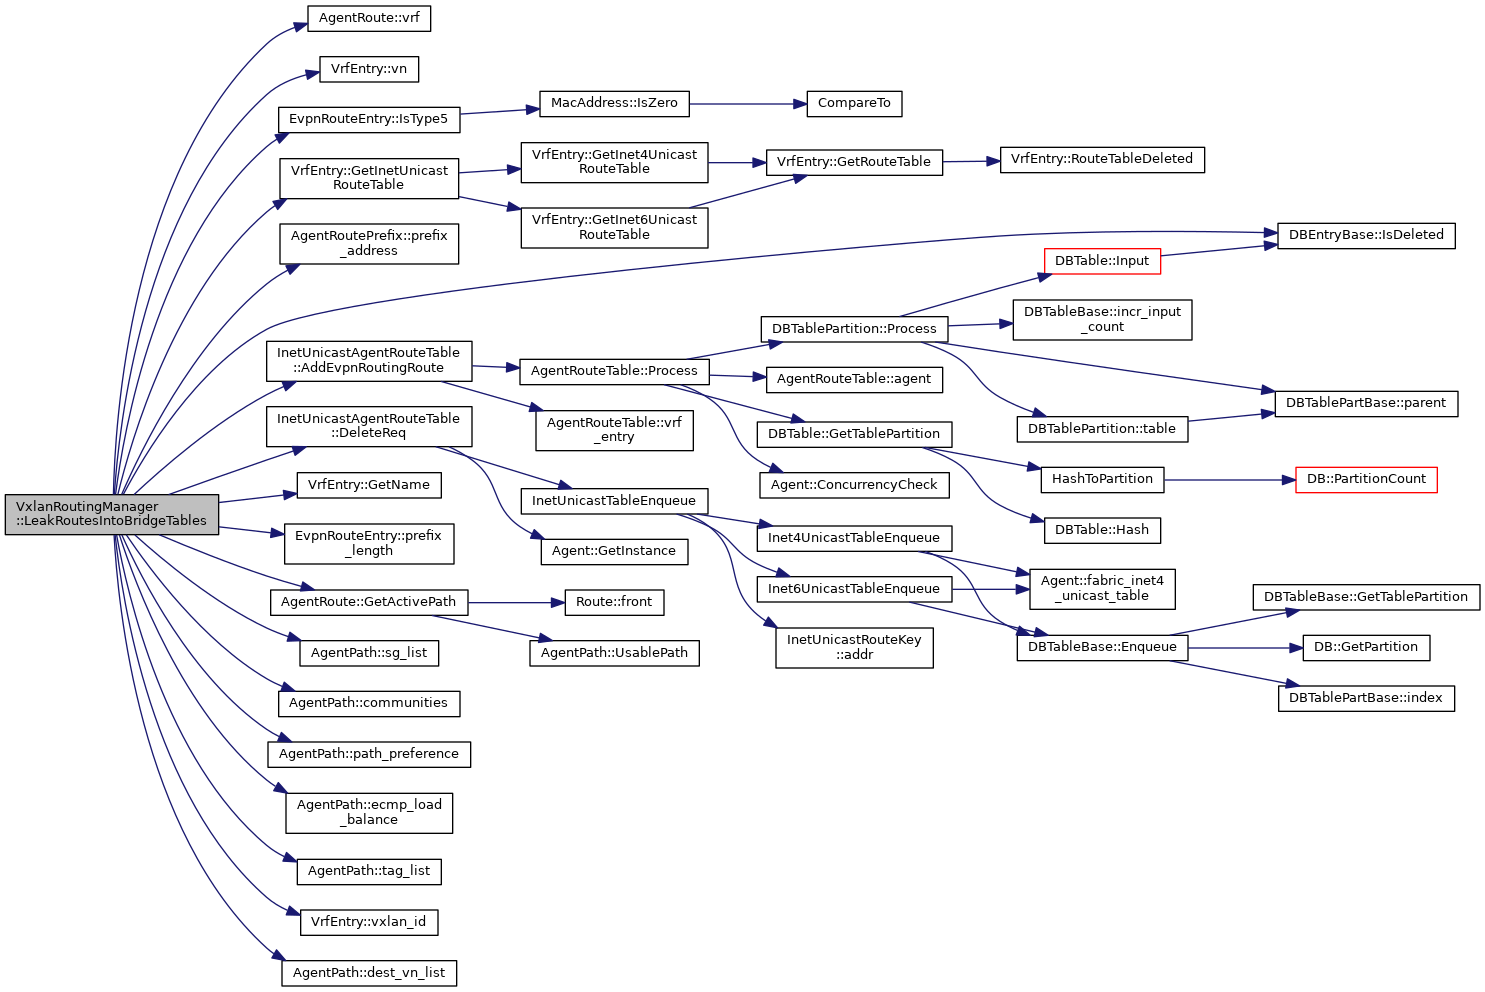 VxlanRoutingManager
::LeakRoutesIntoBridgeTables
AgentRoute::vrf
VrfEntry::vn
EvpnRouteEntry::IsType5
VrfEntry::GetInetUnicast
RouteTable
AgentRoutePrefix::prefix
_address
InetUnicastAgentRouteTable
::AddEvpnRoutingRoute
InetUnicastAgentRouteTable
::DeleteReq
VrfEntry::GetName
EvpnRouteEntry::prefix
_length
AgentRoute::GetActivePath
AgentPath::sg_list
AgentPath::communities
AgentPath::path_preference
AgentPath::ecmp_load
_balance
AgentPath::tag_list
VrfEntry::vxlan_id
AgentPath::dest_vn_list
MacAddress::IsZero
VrfEntry::GetInet4Unicast
RouteTable
VrfEntry::GetInet6Unicast
RouteTable
AgentRouteTable::Process
AgentRouteTable::vrf
_entry
InetUnicastTableEnqueue
Agent::GetInstance
Route::front
AgentPath::UsablePath
CompareTo
VrfEntry::GetRouteTable
DBTablePartition::Process
AgentRouteTable::agent
DBTable::GetTablePartition
Agent::ConcurrencyCheck
Inet4UnicastTableEnqueue
Inet6UnicastTableEnqueue
InetUnicastRouteKey
::addr
VrfEntry::RouteTableDeleted
DBTable::Input
DBTableBase::incr_input
_count
DBTablePartition::table
HashToPartition
DBTable::Hash
Agent::fabric_inet4
_unicast_table
DBTableBase::Enqueue
DBEntryBase::IsDeleted
DBTablePartBase::parent
DB::PartitionCount
DBTableBase::GetTablePartition
DB::GetPartition
DBTablePartBase::index